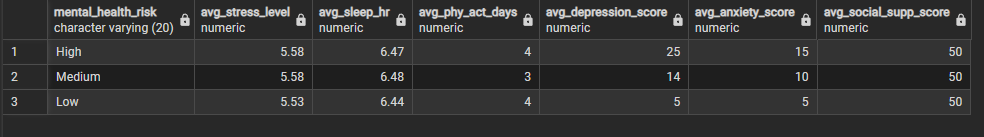 mental_health_risk avg_stress_level avg_sleep_hr avg_phy_act_days avg_depression_score avg_anxiety_score avg_social_supp_score
character varying (20) numeric numeric numeric numeric numeric numeric
1 High 5.58 6.47 4 25 15 50
2 Medium 5.58 6.48 3 14 10 50
3 Low 5.53 6.44 4 5 5 50